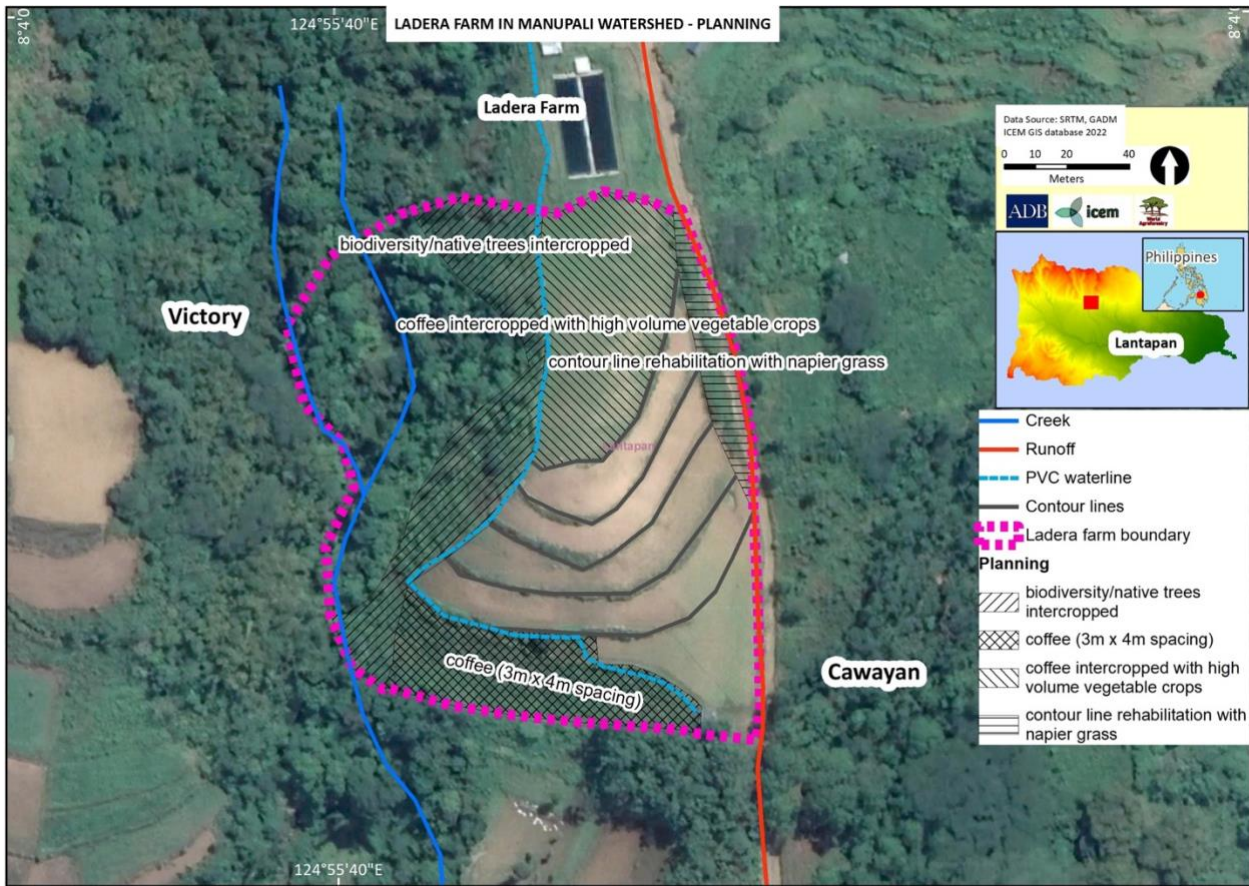 LADERA FARM IN MANUPALI WATERSHED - PLANNING
8°4'0
124°55'40"E
8°4'0
Ladera Farm
Data Source: SRTM, GADM
ICEM GIS database 2022
0 10 20 40
Meters
ADB icem World Agroforestry
biodiversity/native trees intercropped
Victory
coffee intercropped with high volume vegetable crops
contour line rehabilitation with napier grass
Lantapan
Philippines
Lantapan
Creek
Runoff
PVC waterline
Contour lines
Ladera farm boundary
Planning
biodiversity/native trees
intercropped
coffee (3m x 4m spacing)
coffee intercropped with high
volume vegetable crops
contour line rehabilitation with
napier grass
coffee (3m x 4m spacing)
Cawayan
124°55'40"E